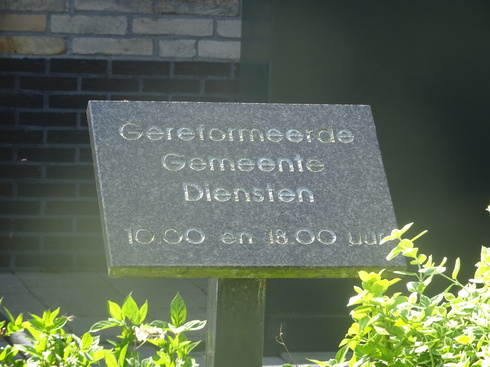 Gereformeerde
Gemeente
Diensten
10.00 en 18.00 uur